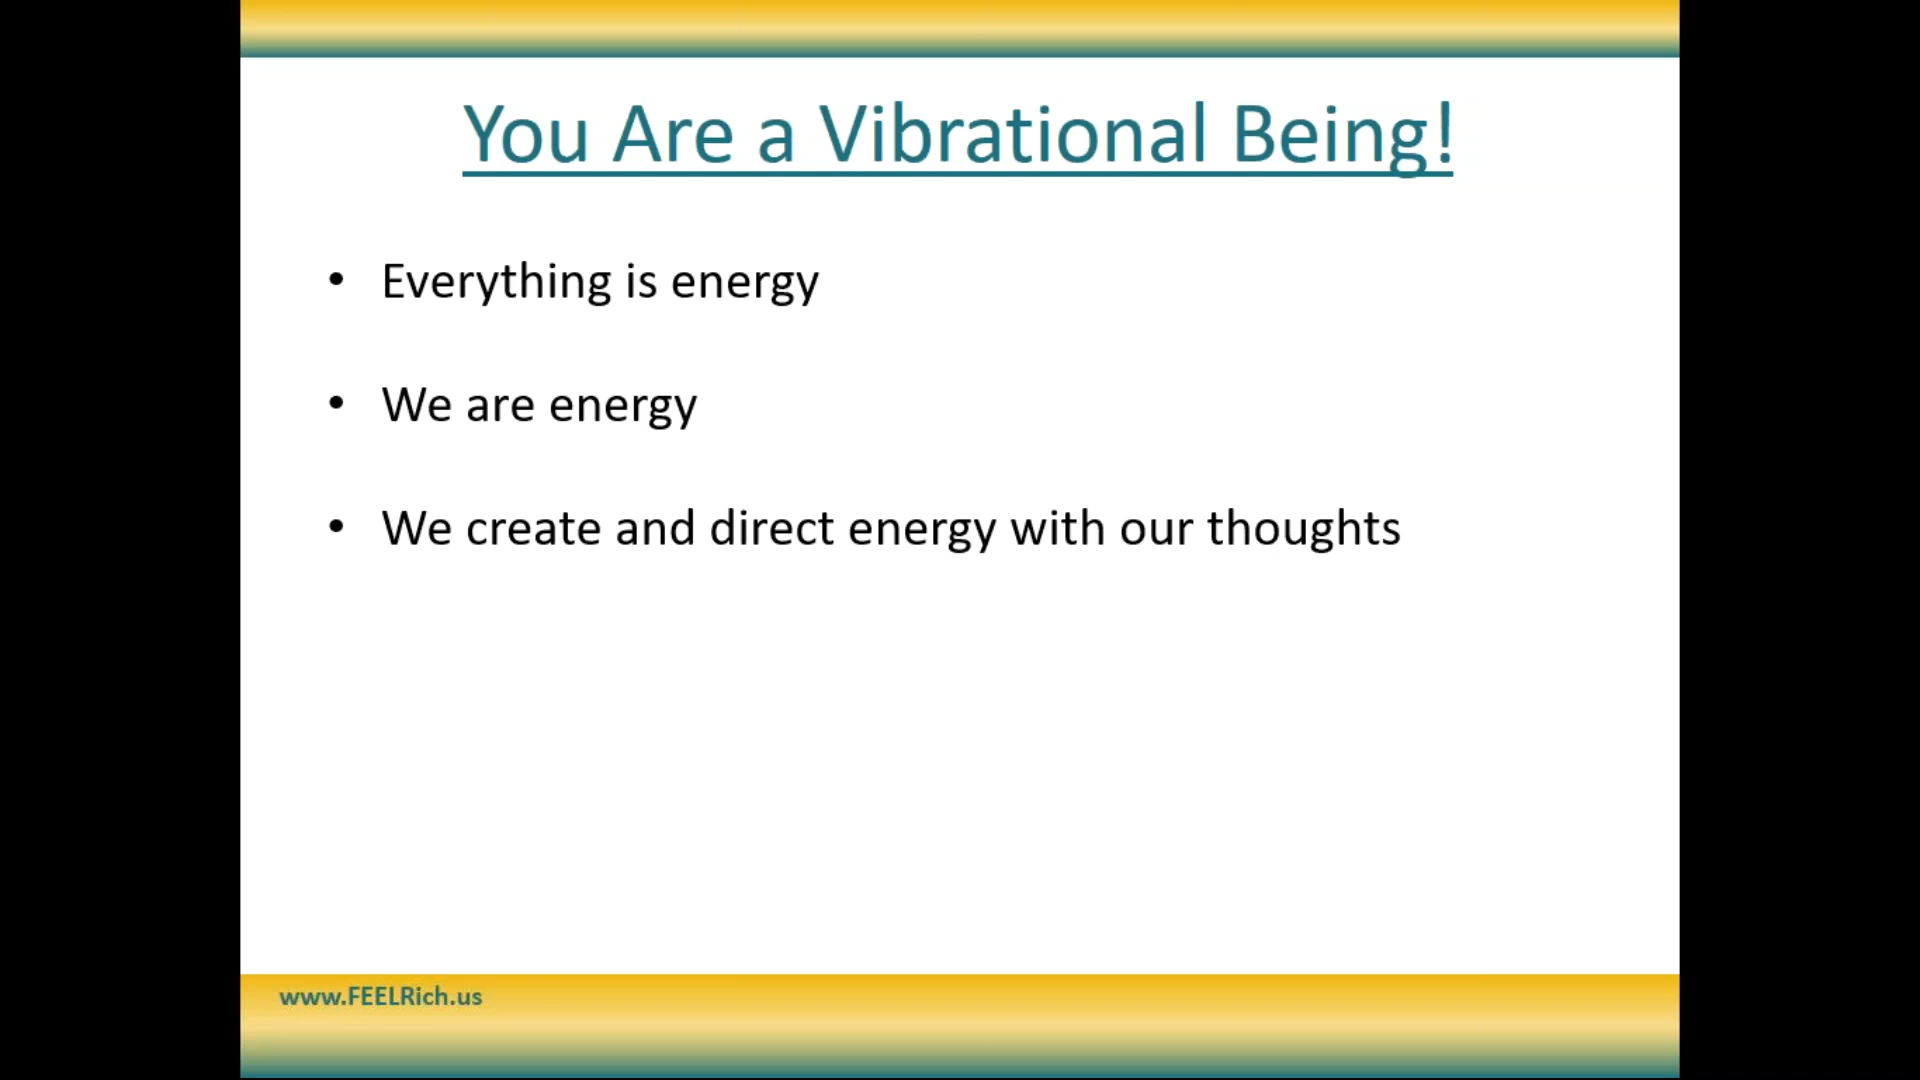 You Are a Vibrational Being!
• Everything is energy
• We are energy
• We create and direct energy with our thoughts
www.FEELRich.us